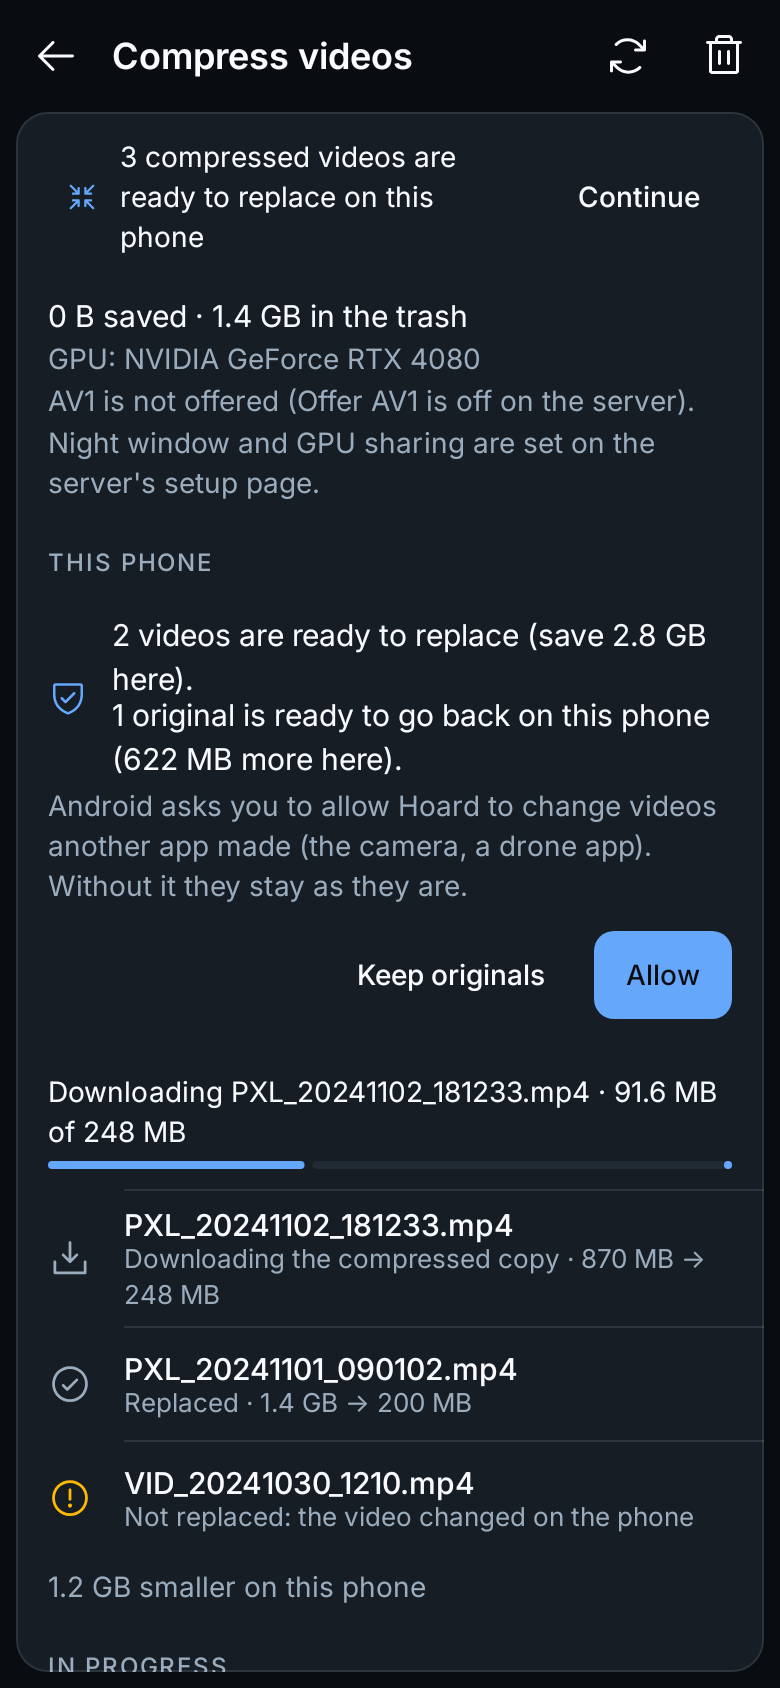 Compress videos
3 compressed videos are
ready to replace on this
phone
Continue
0 B saved · 1.4 GB in the trash
GPU: NVIDIA GeForce RTX 4080
AV1 is not offered (Offer AV1 is off on the server).
Night window and GPU sharing are set on the
server's setup page.
THIS PHONE
2 videos are ready to replace (save 2.8 GB
here).
1 original is ready to go back on this phone
(622 MB more here).
Android asks you to allow Hoard to change videos
another app made (the camera, a drone app).
Without it they stay as they are.
Keep originals
Allow
Downloading PXL_20241102_181233.mp4 · 91.6 MB
of 248 MB
PXL_20241102_181233.mp4
Downloading the compressed copy · 870 MB →
248 MB
PXL_20241101_090102.mp4
Replaced · 1.4 GB → 200 MB
VID_20241030_1210.mp4
Not replaced: the video changed on the phone
1.2 GB smaller on this phone
IN PROGRESS